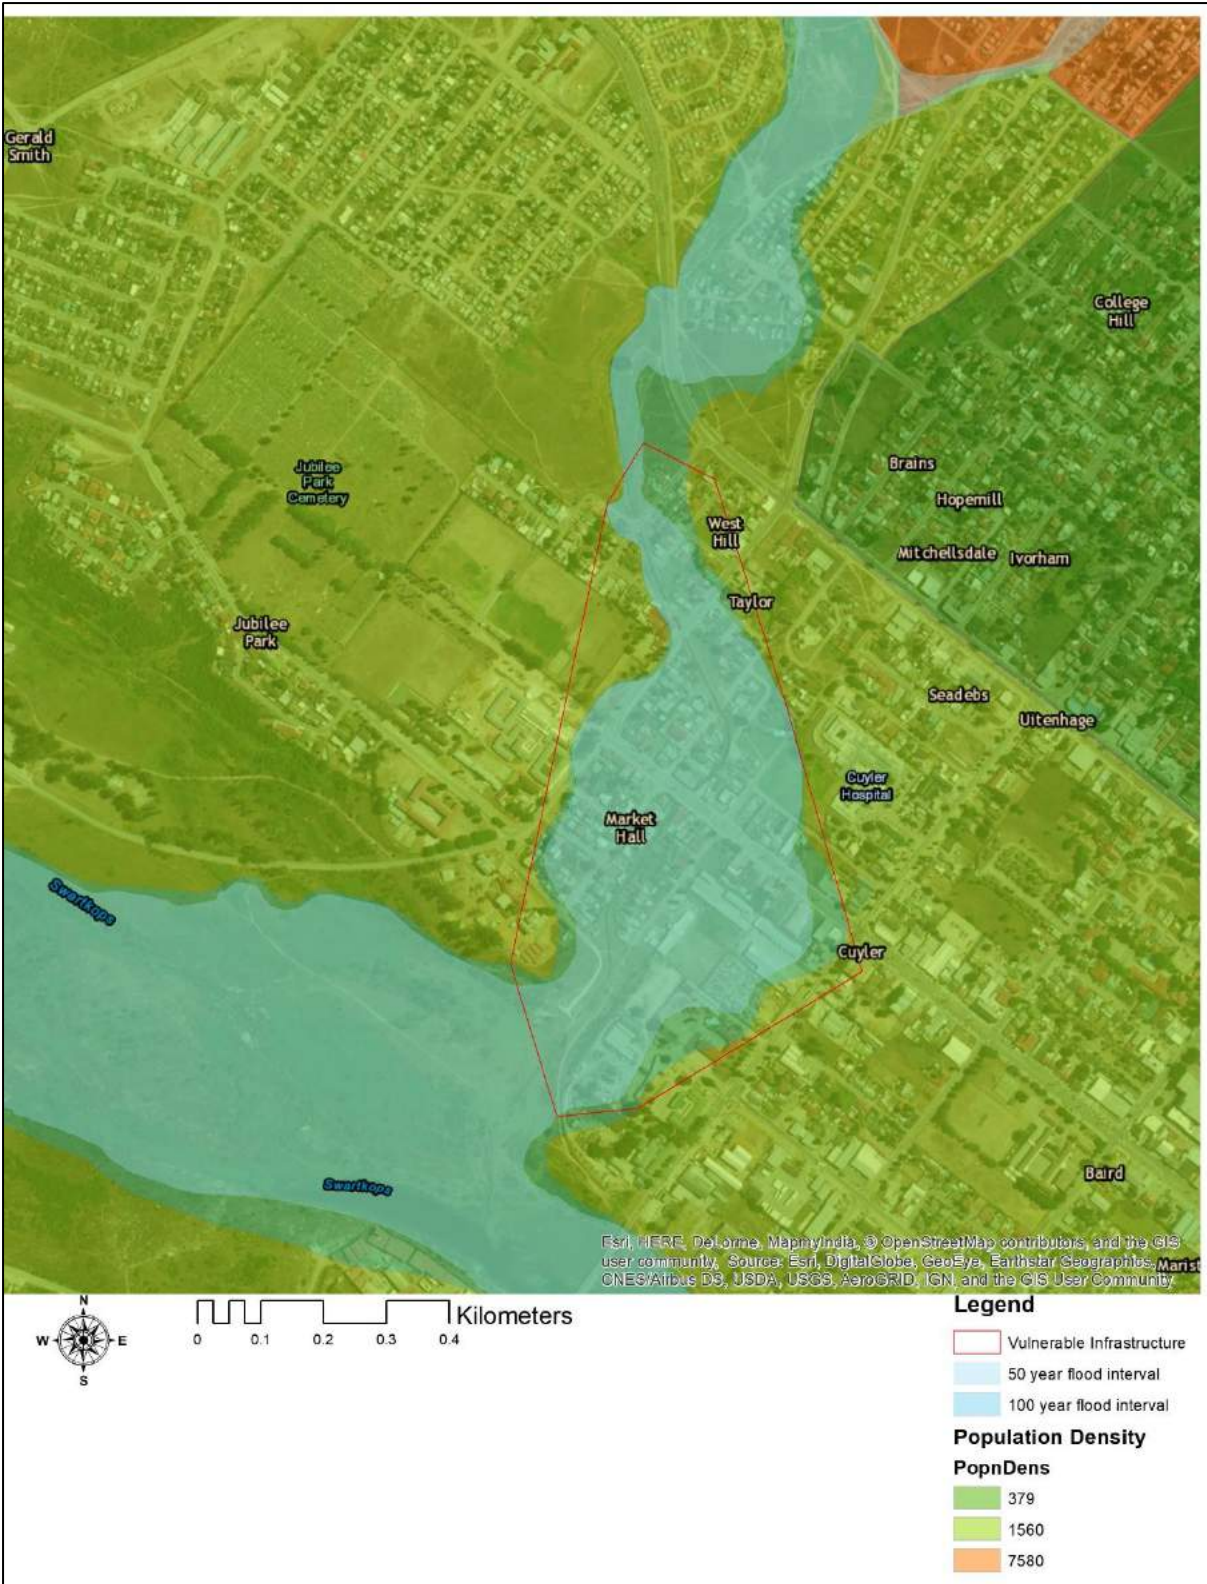 Gerald
Smith
College
Hill
Brains
Jubilee
Park
Cemetery
Hopemill
West
Hill
Mitchellsdale
Ivorham
Taylor
Jubilee
Park
Seadebs
Uitenhage
Cuyler
Hospital
Market
Hall
Swartkops
Cuyler
Baird
Swartkops
Esri, HERE, DeLorme, MapmyIndia, © OpenStreetMap contributors, and the GIS
user community, Source: Esri, DigitalGlobe, GeoEye, Earthstar Geographics,
Marist
CNES/Airbus DS, USDA, USGS, AeroGRID, IGN, and the GIS User Community
N
W E
S
Kilometers
0 0.1 0.2 0.3 0.4
Legend
Vulnerable Infrastructure
50 year flood interval
100 year flood interval
Population Density
PopnDens
379
1560
7580